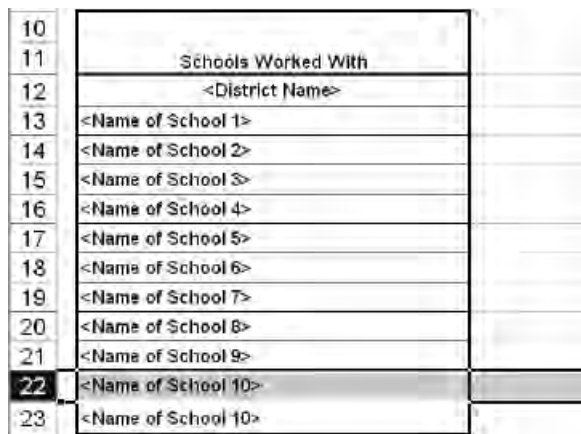 10
11 Schools Worked With
12 <District Name>
13 <Name of School 1>
14 <Name of School 2>
15 <Name of School 3>
16 <Name of School 4>
17 <Name of School 5>
18 <Name of School 6>
19 <Name of School 7>
20 <Name of School 8>
21 <Name of School 9>
22 <Name of School 10>
23 <Name of School 10>